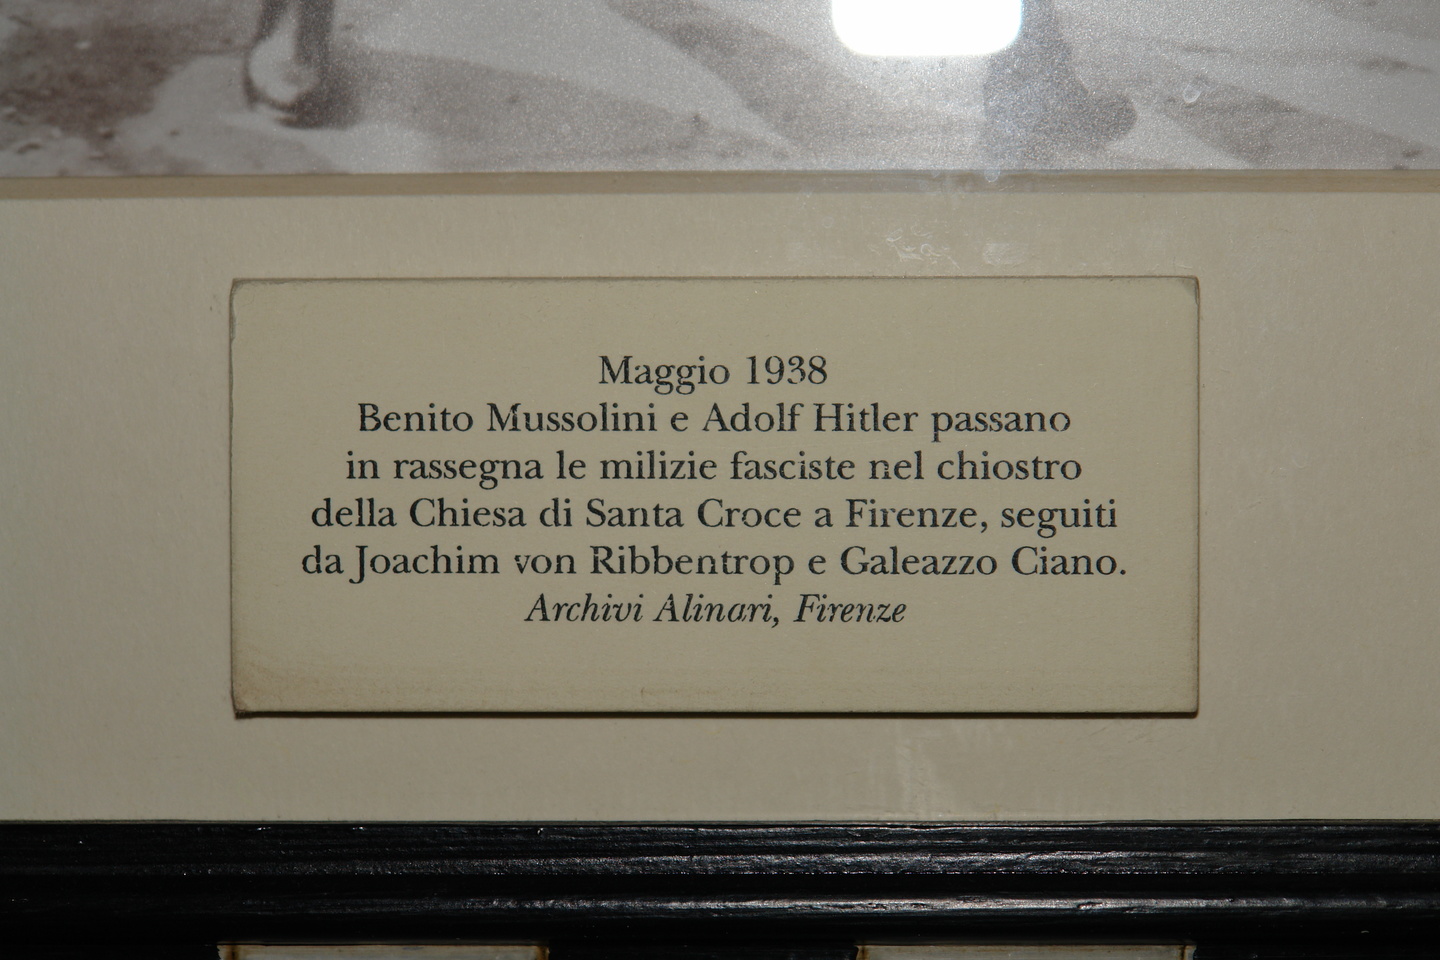 Maggio 1938
Benito Mussolini e Adolf Hitler passano
in rassegna le milizie fasciste nel chiostro
della Chiesa di Santa Croce a Firenze, seguiti
da Joachim von Ribbentrop e Galeazzo Ciano.
Archivi Alinari, Firenze